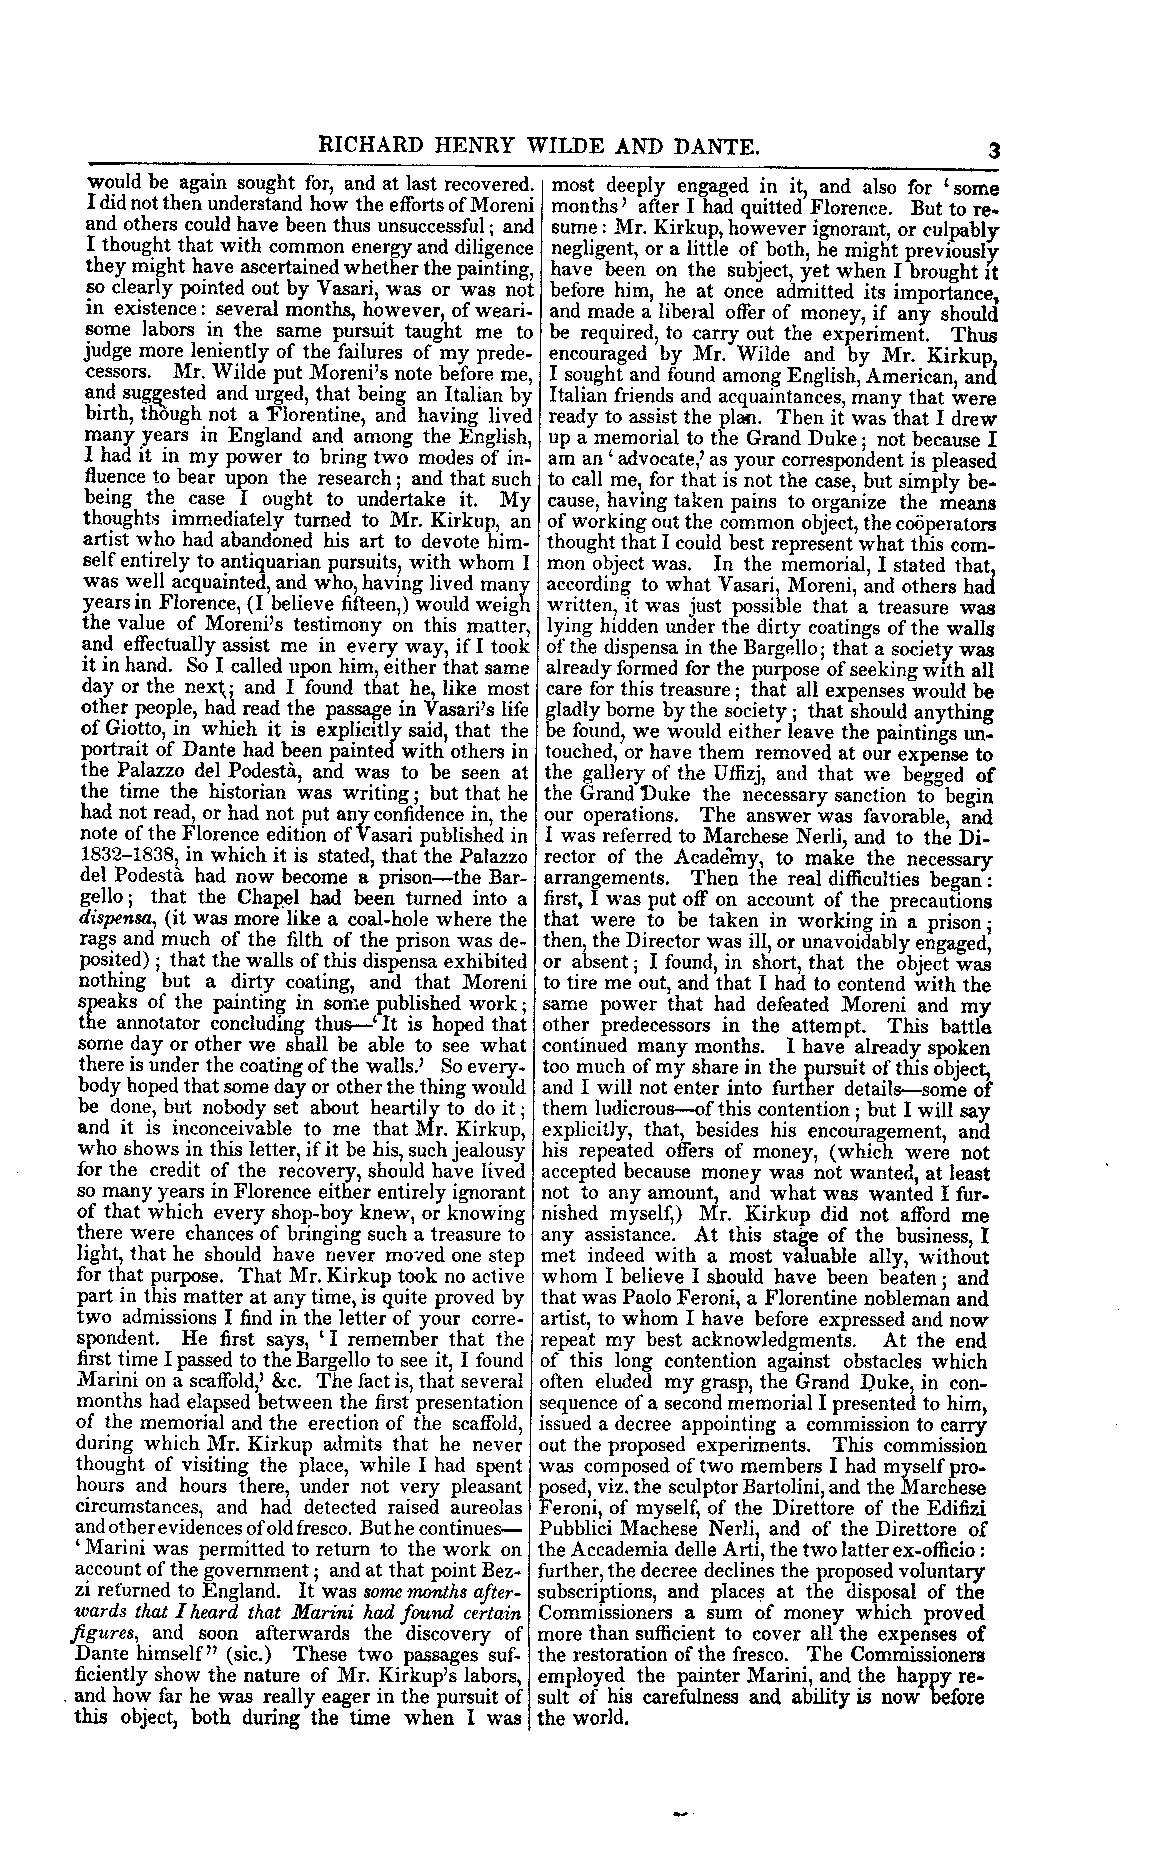 RICHARD HENRY WILDE AND DANTE. 3
would be again sought for, and at last recovered.
I did not then understand how the efforts of Moreni
and others could have been thus unsuccessful; and
I thought that with common energy and diligence
they might have ascertained whether the painting,
so clearly pointed out by Vasari, was or was not
in existence: several months, however, of weari-
some labors in the same pursuit taught me to
judge more leniently of the failures of my prede-
cessors. Mr. Wilde put Moreni's note before me,
and suggested and urged, that being an Italian by
birth, though not a Florentine, and having lived
many years in England and among the English,
I had it in my power to bring two modes of in-
fluence to bear upon the research; and that such
being the case I ought to undertake it. My
thoughts immediately turned to Mr. Kirkup, an
artist who had abandoned his art to devote him-
self entirely to antiquarian pursuits, with whom I
was well acquainted, and who, having lived many
years in Florence, (I believe fifteen,) would weigh
the value of Moreni's testimony on this matter,
and effectually assist me in every way, if I took
it in hand. So I called upon him, either that same
day or the next; and I found that he, like most
other people, had read the passage in Vasari's life
of Giotto, in which it is explicitly said, that the
portrait of Dante had been painted with others in
the Palazzo del Podestà, and was to be seen at
the time the historian was writing; but that he
had not read, or had not put any confidence in, the
note of the Florence edition of Vasari published in
1832-1838, in which it is stated, that the Palazzo
del Podestà had now become a prison—the Bar-
gello; that the Chapel had been turned into a
dispensa, (it was more like a coal-hole where the
rags and much of the filth of the prison was de-
posited); that the walls of this dispensa exhibited
nothing but a dirty coating, and that Moreni
speaks of the painting in some published work;
the annotator concluding thus—'It is hoped that
some day or other we shall be able to see what
there is under the coating of the walls.' So every-
body hoped that some day or other the thing would
be done, but nobody set about heartily to do it;
and it is inconceivable to me that Mr. Kirkup,
who shows in this letter, if it be his, such jealousy
for the credit of the recovery, should have lived
so many years in Florence either entirely ignorant
of that which every shop-boy knew, or knowing
there were chances of bringing such a treasure to
light, that he should have never moved one step
for that purpose. That Mr. Kirkup took no active
part in this matter at any time, is quite proved by
two admissions I find in the letter of your corre-
spondent. He first says, 'I remember that the
first time I passed to the Bargello to see it, I found
Marini on a scaffold,' &c. The fact is, that several
months had elapsed between the first presentation
of the memorial and the erection of the scaffold,
during which Mr. Kirkup admits that he never
thought of visiting the place, while I had spent
hours and hours there, under not very pleasant
circumstances, and had detected raised aureolas
and other evidences of old fresco. But he continues—
'Marini was permitted to return to the work on
account of the government; and at that point Bez-
zi returned to England. It was some months after-
wards that I heard that Marini had found certain
figures, and soon afterwards the discovery of
Dante himself" (sic.) These two passages suf-
ficiently show the nature of Mr. Kirkup's labors,
and how far he was really eager in the pursuit of
this object, both during the time when I was
most deeply engaged in it, and also for 'some
months' after I had quitted Florence. But to re-
sume: Mr. Kirkup, however ignorant, or culpably
negligent, or a little of both, he might previously
have been on the subject, yet when I brought it
before him, he at once admitted its importance,
and made a liberal offer of money, if any should
be required, to carry out the experiment. Thus
encouraged by Mr. Wilde and by Mr. Kirkup,
I sought and found among English, American, and
Italian friends and acquaintances, many that were
ready to assist the plan. Then it was that I drew
up a memorial to the Grand Duke; not because I
am an 'advocate,' as your correspondent is pleased
to call me, for that is not the case, but simply be-
cause, having taken pains to organize the means
of working out the common object, the coöperators
thought that I could best represent what this com-
mon object was. In the memorial, I stated that,
according to what Vasari, Moreni, and others had
written, it was just possible that a treasure was
lying hidden under the dirty coatings of the walls
of the dispensa in the Bargello; that a society was
already formed for the purpose of seeking with all
care for this treasure; that all expenses would be
gladly borne by the society; that should anything
be found, we would either leave the paintings un-
touched, or have them removed at our expense to
the gallery of the Uffizj, and that we begged of
the Grand Duke the necessary sanction to begin
our operations. The answer was favorable, and
I was referred to Marchese Nerli, and to the Di-
rector of the Academy, to make the necessary
arrangements. Then the real difficulties began:
first, I was put off on account of the precautions
that were to be taken in working in a prison;
then, the Director was ill, or unavoidably engaged,
or absent; I found, in short, that the object was
to tire me out, and that I had to contend with the
same power that had defeated Moreni and my
other predecessors in the attempt. This battle
continued many months. I have already spoken
too much of my share in the pursuit of this object,
and I will not enter into further details—some of
them ludicrous—of this contention; but I will say
explicitly, that, besides his encouragement, and
his repeated offers of money, (which were not
accepted because money was not wanted, at least
not to any amount, and what was wanted I fur-
nished myself,) Mr. Kirkup did not afford me
any assistance. At this stage of the business, I
met indeed with a most valuable ally, without
whom I believe I should have been beaten; and
that was Paolo Feroni, a Florentine nobleman and
artist, to whom I have before expressed and now
repeat my best acknowledgments. At the end
of this long contention against obstacles which
often eluded my grasp, the Grand Duke, in con-
sequence of a second memorial I presented to him,
issued a decree appointing a commission to carry
out the proposed experiments. This commission
was composed of two members I had myself pro-
posed, viz. the sculptor Bartolini, and the Marchese
Feroni, of myself, of the Direttore of the Edifizi
Pubblici Machese Nerli, and of the Direttore of
the Accademia delle Arti, the two latter ex-officio:
further, the decree declines the proposed voluntary
subscriptions, and places at the disposal of the
Commissioners a sum of money which proved
more than sufficient to cover all the expenses of
the restoration of the fresco. The Commissioners
employed the painter Marini, and the happy re-
sult of his carefulness and ability is now before
the world.